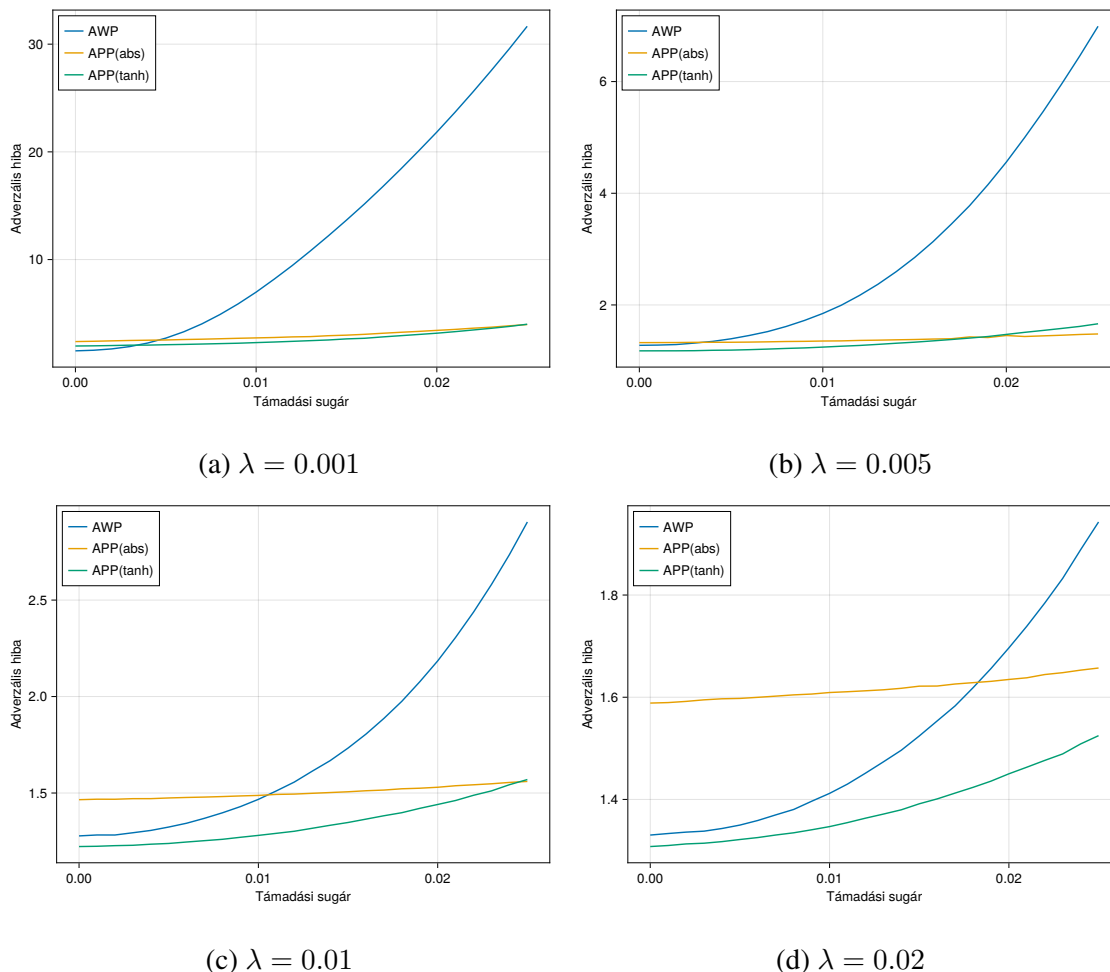 AWP
APP(abs)
APP(tanh)
30
20
10
Adverzális hiba
0.00
0.01
0.02
Támadási sugár
(a) λ = 0.001
AWP
APP(abs)
APP(tanh)
6
4
2
Adverzális hiba
0.00
0.01
0.02
Támadási sugár
(b) λ = 0.005
AWP
APP(abs)
APP(tanh)
2.5
2.0
1.5
Adverzális hiba
0.00
0.01
0.02
Támadási sugár
(c) λ = 0.01
AWP
APP(abs)
APP(tanh)
1.8
1.6
1.4
Adverzális hiba
0.00
0.01
0.02
Támadási sugár
(d) λ = 0.02